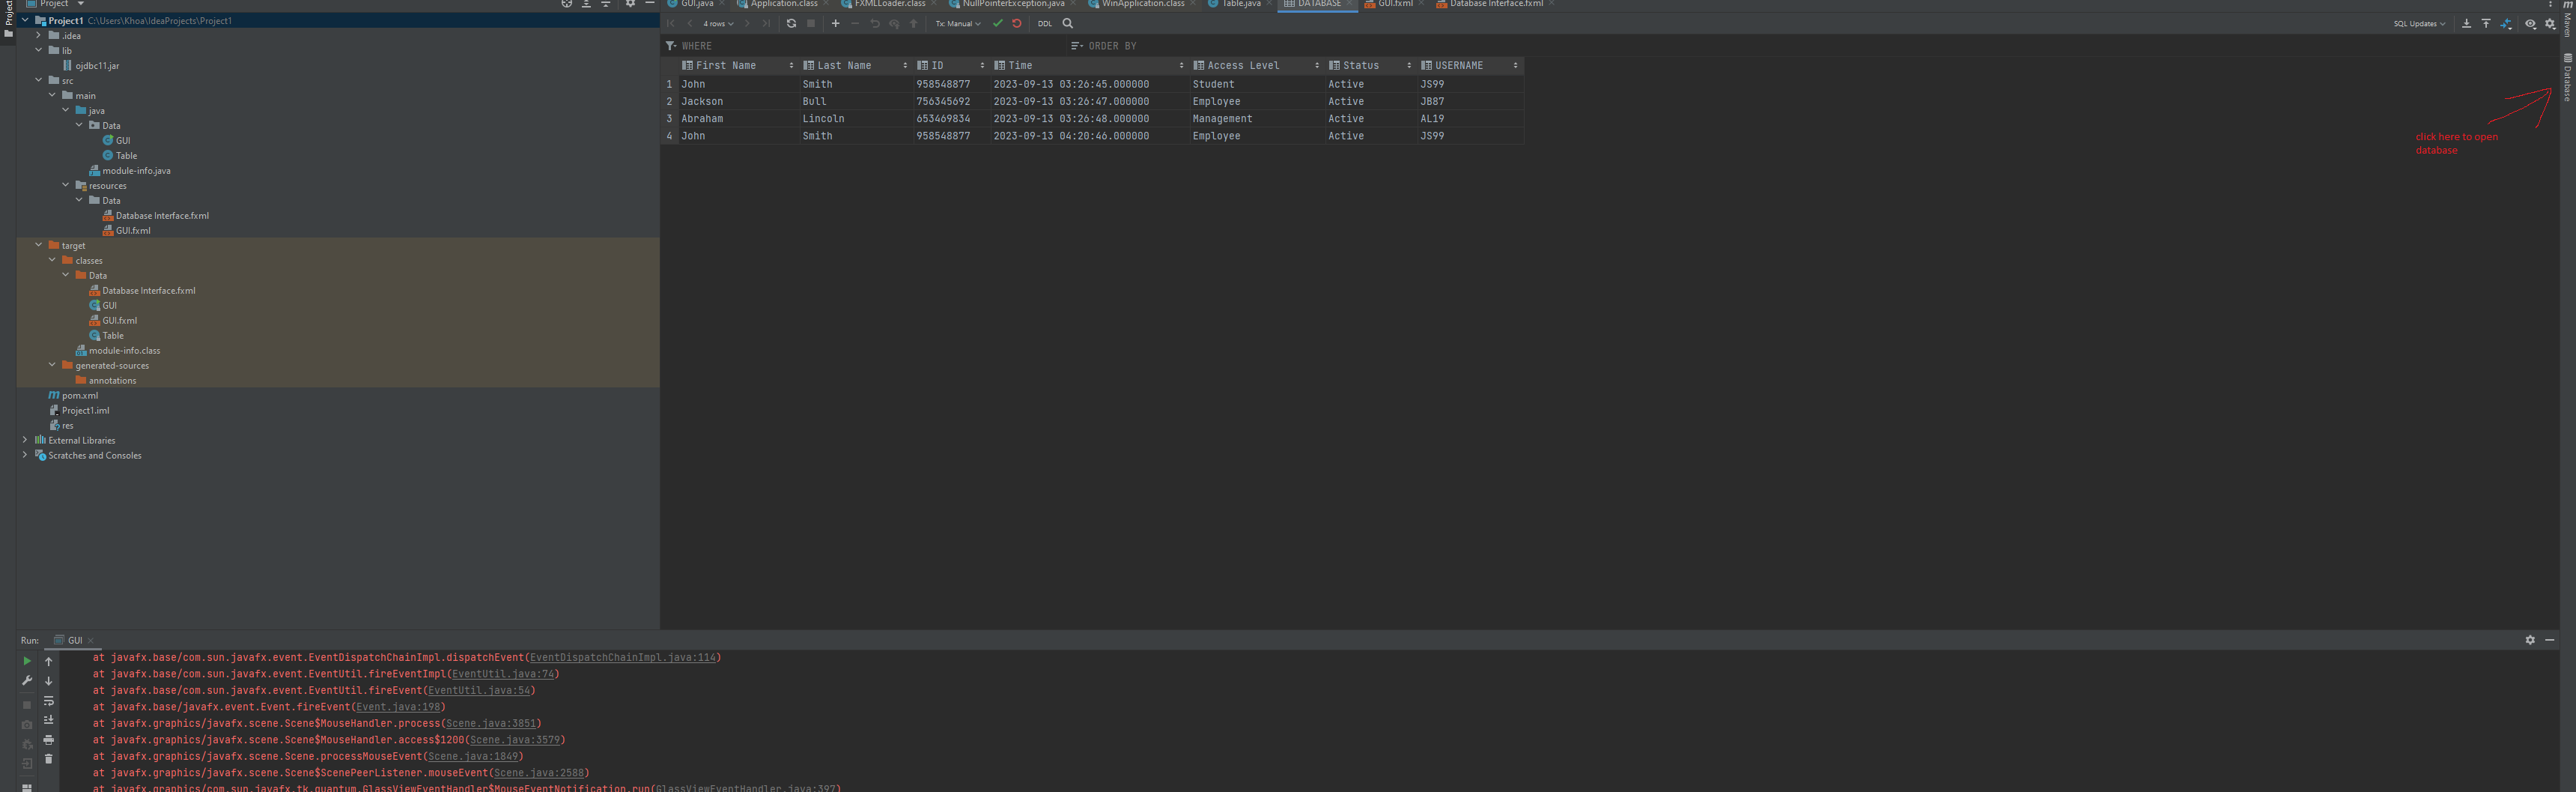 Project
GUI.java
Application.class
FXMLLoader.class
NullPointerException.java
WinApplication.class
Table.java
DATABASE
GUI.fxml
Database Interface.fxml
Project
Project1 C:\Users\Khoa\IdeaProjects\Project1
.idea
lib
ojdbc11.jar
src
main
java
Data
GUI
Table
module-info.java
resources
Data
Database Interface.fxml
GUI.fxml
target
classes
Data
Database Interface.fxml
GUI
GUI.fxml
Table
module-info.class
generated-sources
annotations
pom.xml
Project1.iml
res
External Libraries
Scratches and Consoles
4 rows
Tx: Manual
DDL
SQL Updates
WHERE
ORDER BY
First Name Last Name ID Time Access Level Status USERNAME
1 John Smith 958548877 2023-09-13 03:26:45.000000 Student Active JS99
2 Jackson Bull 756345692 2023-09-13 03:26:47.000000 Employee Active JB87
3 Abraham Lincoln 653469834 2023-09-13 03:26:48.000000 Management Active AL19
4 John Smith 958548877 2023-09-13 04:20:46.000000 Employee Active JS99
click here to open
database
Maven
Database
Run: GUI
at javafx.base/com.sun.javafx.event.EventDispatchChainImpl.dispatchEvent(EventDispatchChainImpl.java:114)
at javafx.base/com.sun.javafx.event.EventUtil.fireEventImpl(EventUtil.java:74)
at javafx.base/com.sun.javafx.event.EventUtil.fireEvent(EventUtil.java:54)
at javafx.base/javafx.event.Event.fireEvent(Event.java:198)
at javafx.graphics/javafx.scene.Scene$MouseHandler.process(Scene.java:3851)
at javafx.graphics/javafx.scene.Scene$MouseHandler.access$1200(Scene.java:3579)
at javafx.graphics/javafx.scene.Scene.processMouseEvent(Scene.java:1849)
at javafx.graphics/javafx.scene.Scene$ScenePeerListener.mouseEvent(Scene.java:2588)
at javafx.graphics/com.sun.javafx.tk.quantum.GlassViewEventHandler$MouseEventNotification.run(GlassViewEventHandler.java:397)